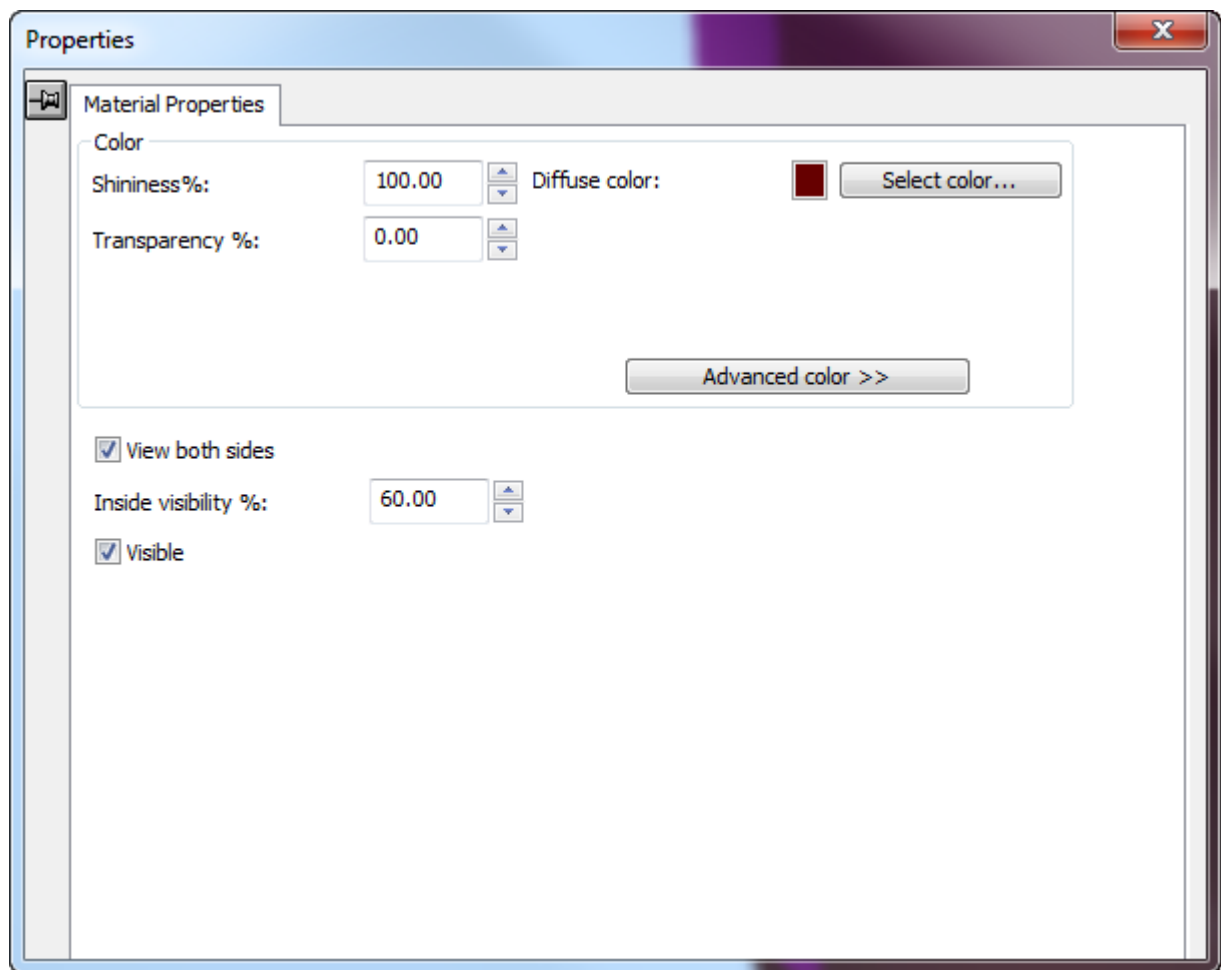 Properties
Material Properties
Color
Shininess%: 100.00 Diffuse color: Select color...
Transparency %: 0.00
Advanced color >>
View both sides
Inside visibility %: 60.00
Visible